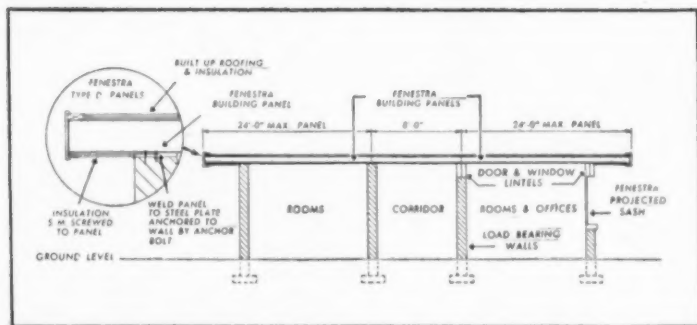 FENESTRA
TYPE D PANELS
BUILT UP ROOFING
& INSULATION
FENESTRA
BUILDING PANEL
FENESTRA
BUILDING PANELS
24'-0" MAX. PANEL
8'-0"
24'-0" MAX. PANEL
INSULATION
S M SCREWED
TO PANEL
WELD PANEL
TO STEEL PLATE
ANCHORED TO
WALL BY ANCHOR
BOLT
DOOR & WINDOW
LINTELS
FENESTRA
PROJECTED
SASH
ROOMS
CORRIDOR
ROOMS & OFFICES
LOAD BEARING
WALLS
GROUND LEVEL